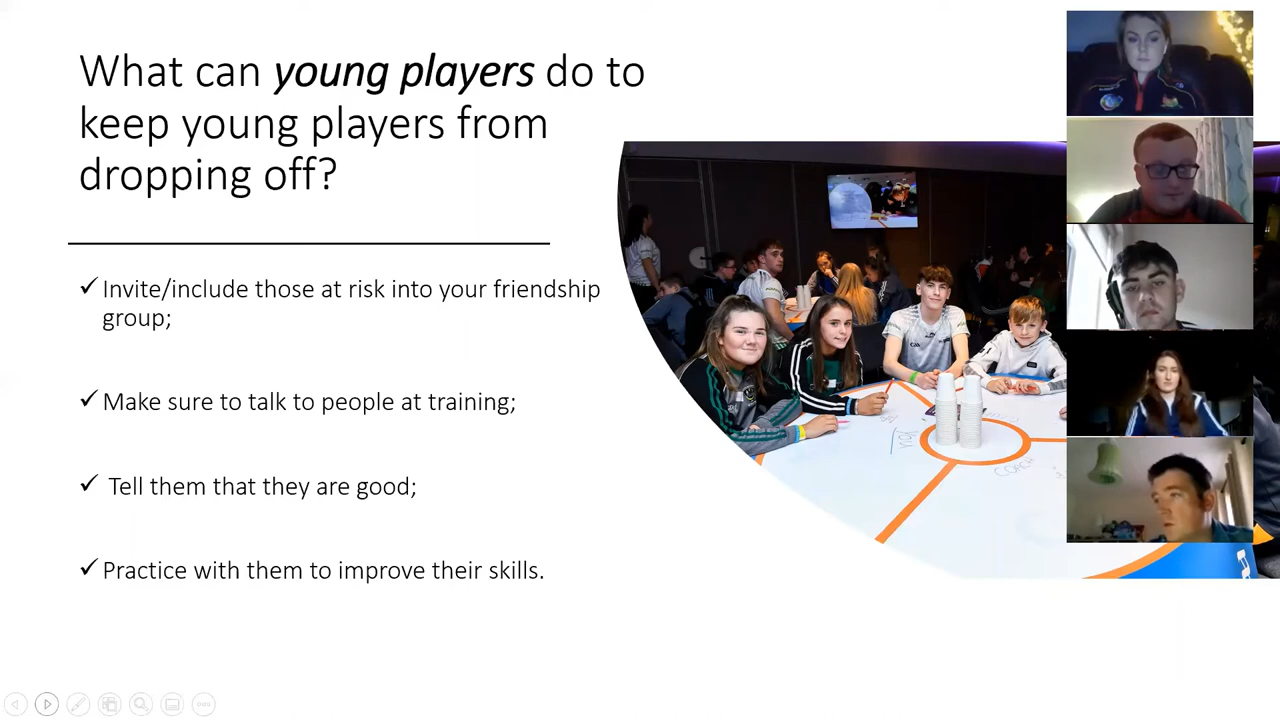 What can young players do to
keep young players from
dropping off?
✓ Invite/include those at risk into your friendship
group;
✓ Make sure to talk to people at training;
✓ Tell them that they are good;
✓ Practice with them to improve their skills.
COACH